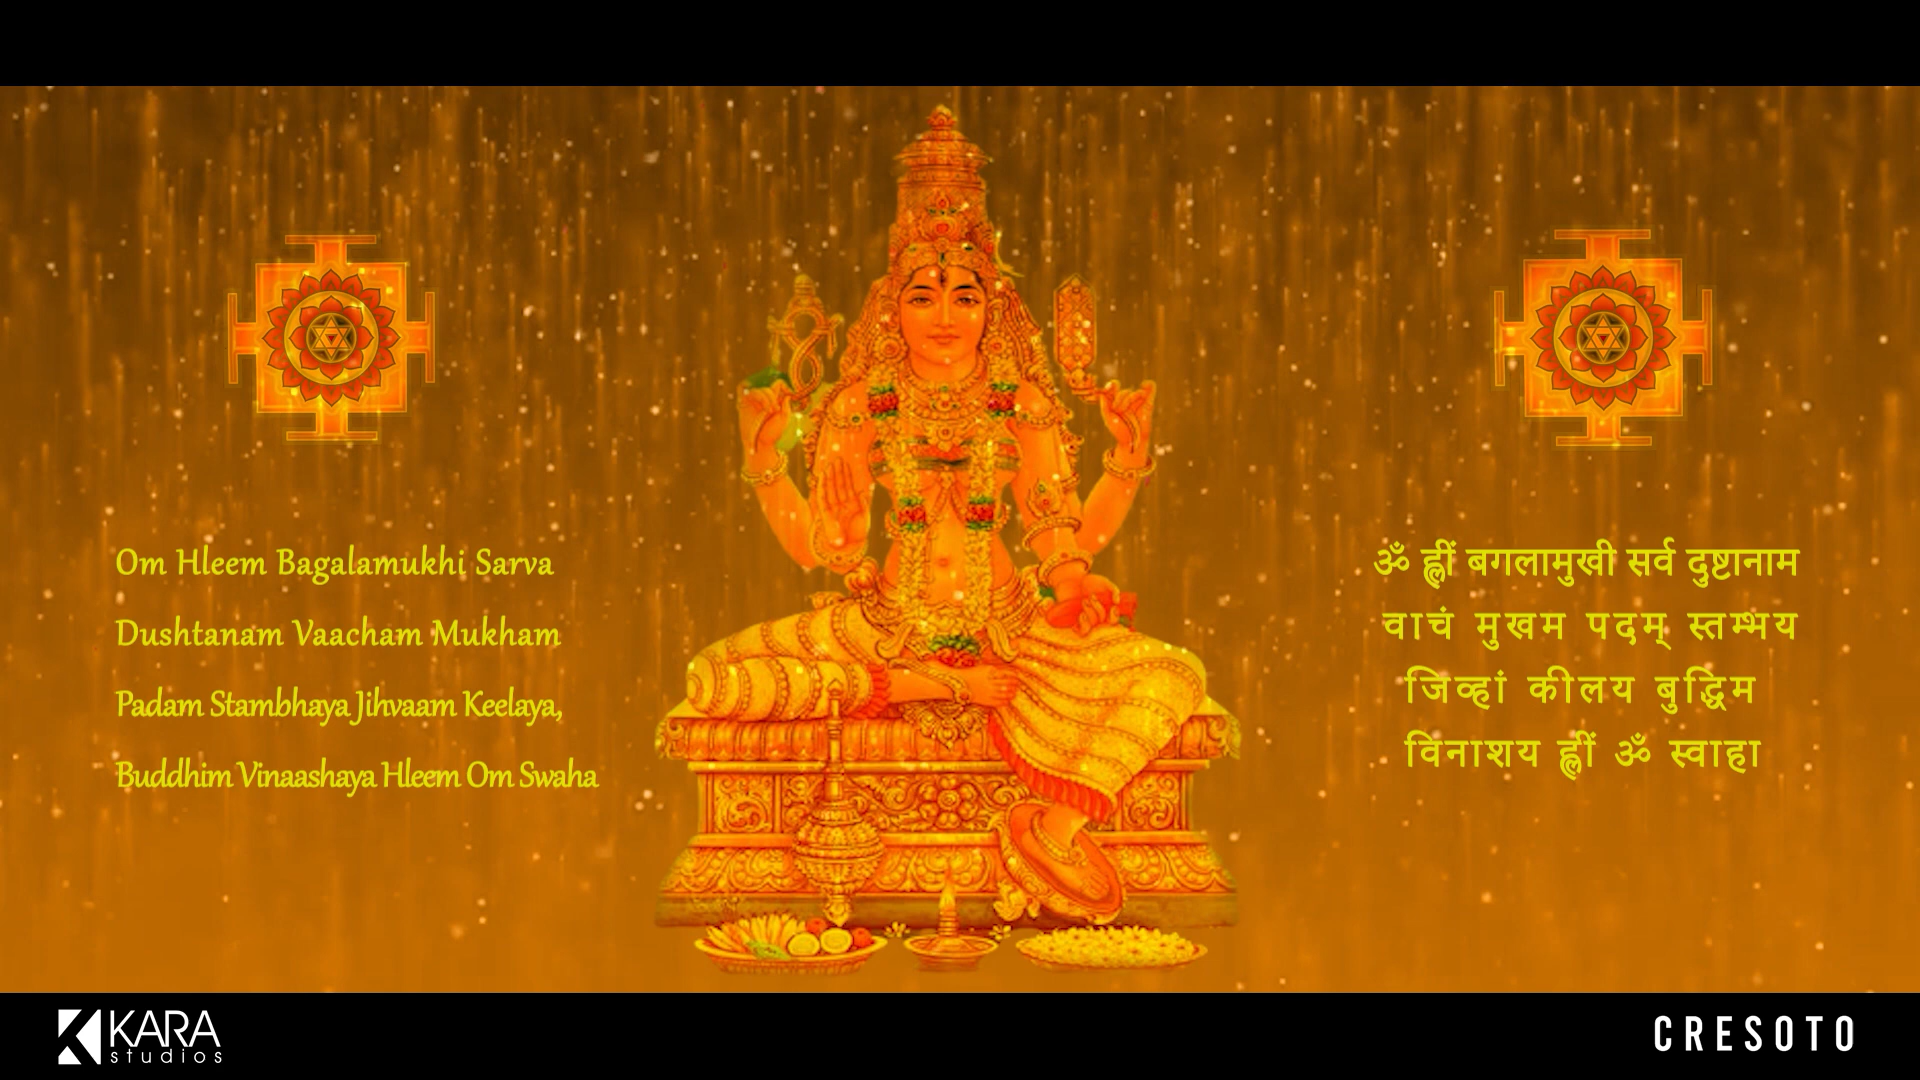 Om Hleem Bagalamukhi Sarva
Dushtanam Vaacham Mukham
Padam Stambhaya Jihvaam Keelaya,
Buddhim Vinaashaya Hleem Om Swaha
ॐ ह्लीं बगलामुखी सर्व दुष्टानाम
वाचं मुखम पदम् स्तम्भय
जिव्हां कीलय बुद्धिम
विनाशय ह्लीं ॐ स्वाहा
KARA
studios
CRESOTO